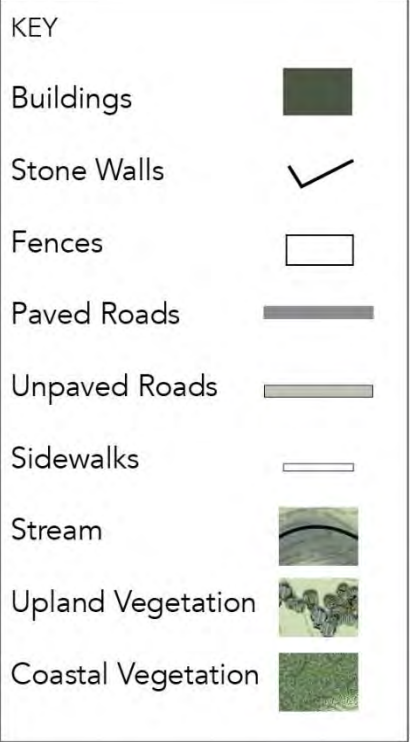 KEY
Buildings
Stone Walls
Fences
Paved Roads
Unpaved Roads
Sidewalks
Stream
Upland Vegetation
Coastal Vegetation